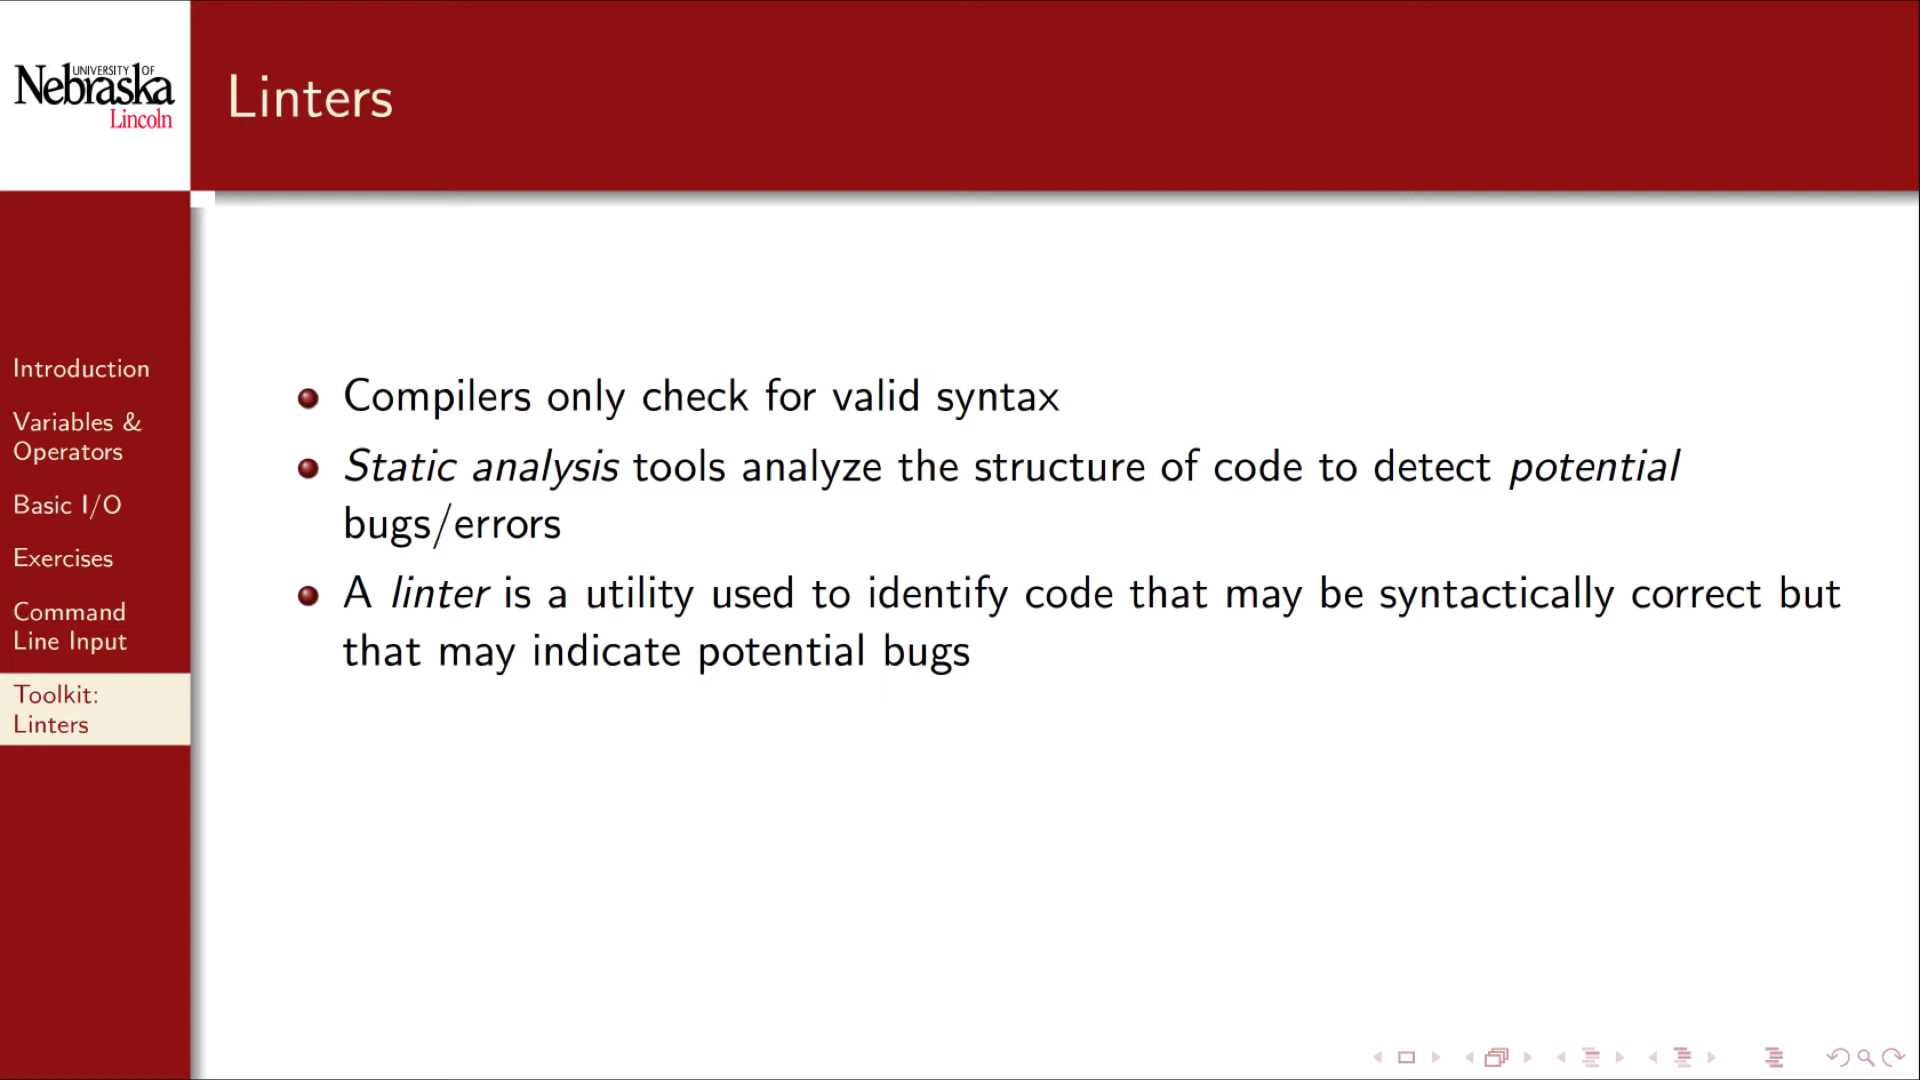 UNIVERSITY OF
Nebraska
Lincoln
Linters
Introduction
Variables &
Operators
Basic I/O
Exercises
Command
Line Input
Toolkit:
Linters
Compilers only check for valid syntax
Static analysis tools analyze the structure of code to detect potential
bugs/errors
A linter is a utility used to identify code that may be syntactically correct but
that may indicate potential bugs